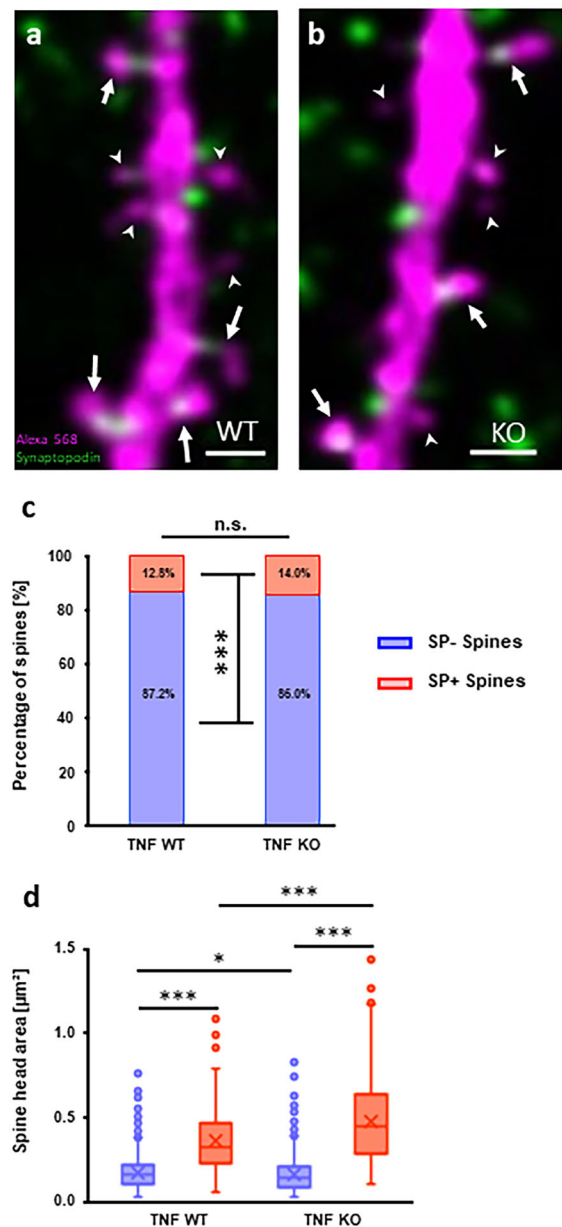 a
b
Alexa 568
Synaptopodin
WT
KO
c
n.s.
Percentage of spines [%]
100
80
60
40
20
0
12.8%
14.0%
***
87.2%
86.0%
TNF WT
TNF KO
SP- Spines
SP+ Spines
d
Spine head area [µm²]
1.5
1.0
0.5
0.0
***
*
***
***
TNF WT
TNF KO